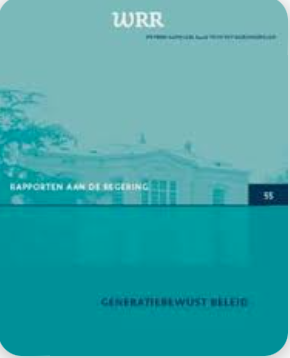 WRR
RAPPORTEN AAN DE REGERING
55
GENERATIEBEWUST BELEID